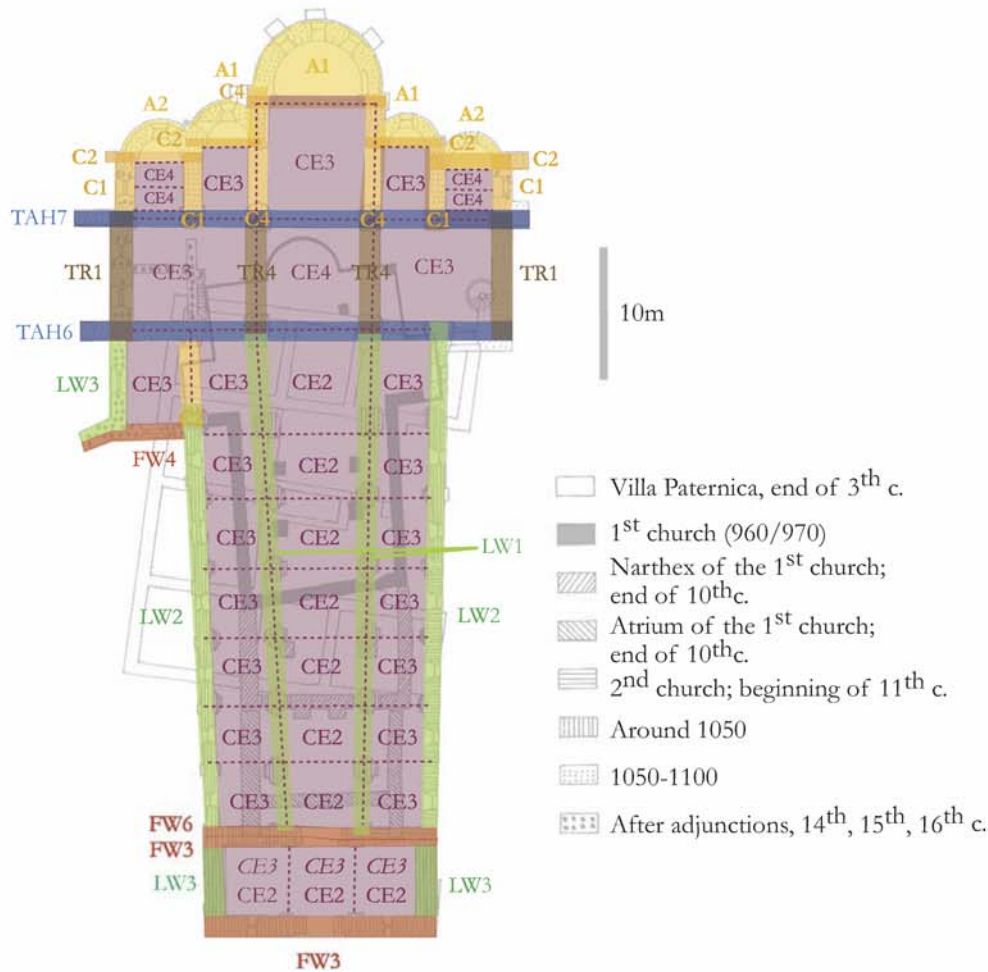 A1
A1
C4
A1
A2
A2
C2
C2
C2
C2
CE3
CE4
CE3
CE3
CE4
C1
CE4
CE4
C1
TAH7
C1
C4
C4
C1
TR1
CE3
TR4
CE4
TR4
CE3
TR1
10m
TAH6
LW3
CE3
CE3
CE2
CE3
FW4
CE3
CE2
CE3
Villa Paternica, end of 3th c.
CE3
CE2
CE3
LW1
1st church (960/970)
Narthex of the 1st church;
end of 10thc.
LW2
CE3
CE2
CE3
LW2
Atrium of the 1st church;
end of 10thc.
CE3
CE2
CE3
2nd church; beginning of 11th c.
CE3
CE2
CE3
Around 1050
1050-1100
CE3
CE2
CE3
FW6
After adjunctions, 14th, 15th, 16th c.
FW3
CE3
CE3
CE3
LW3
CE2
CE2
CE2
LW3
FW3